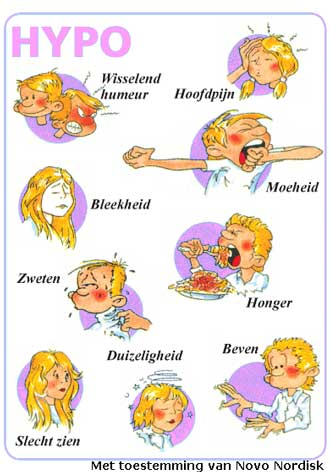 HYPO
Wisselend
humeur
Hoofdpijn
Moeheid
Bleekheid
Zweten
Honger
Duizeligheid
Beven
Slecht zien
Met toestemming van Novo Nordisk